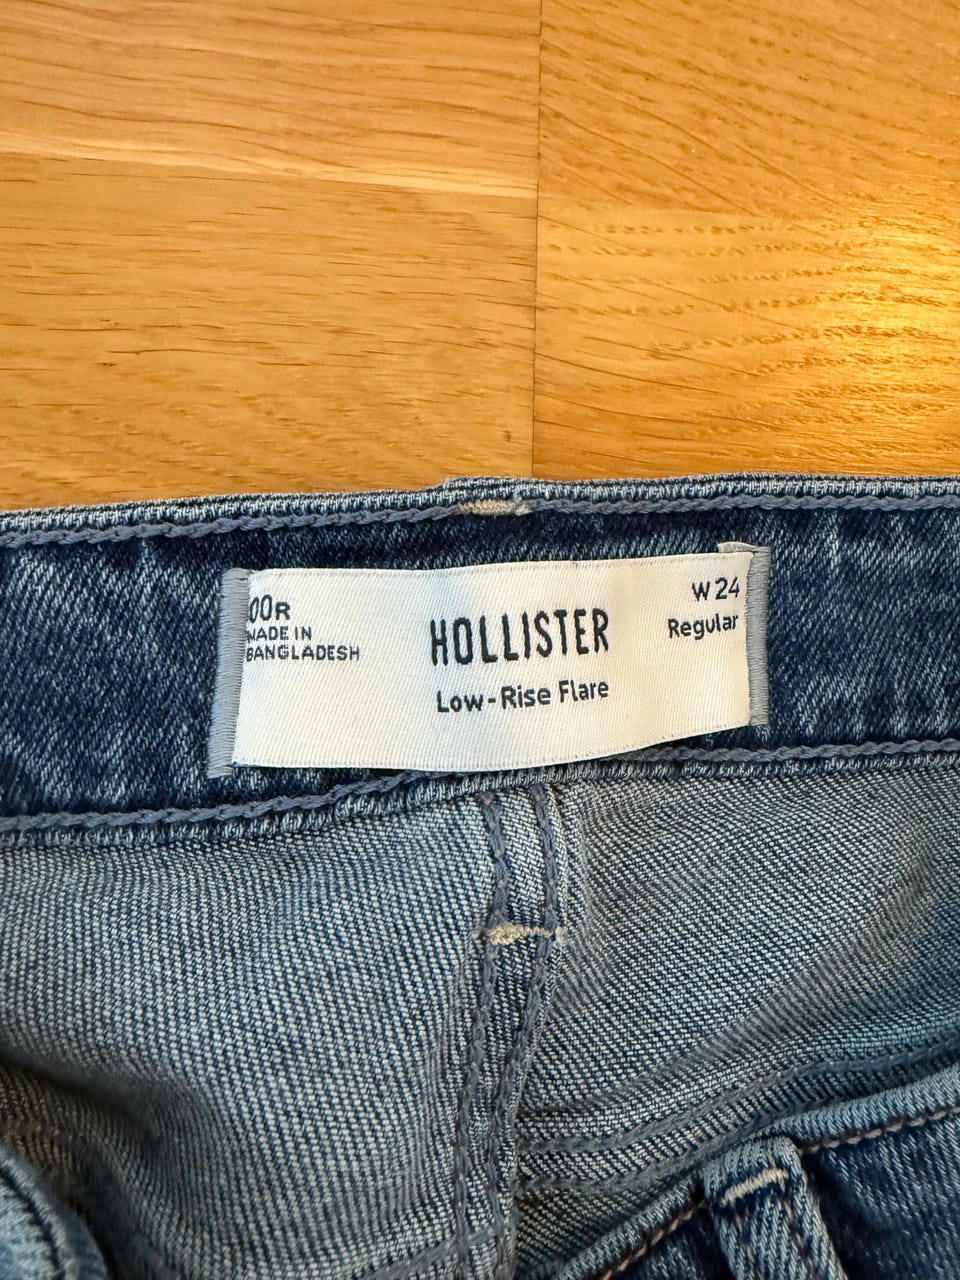 00R
MADE IN
BANGLADESH
HOLLISTER
Low-Rise Flare
W 24
Regular